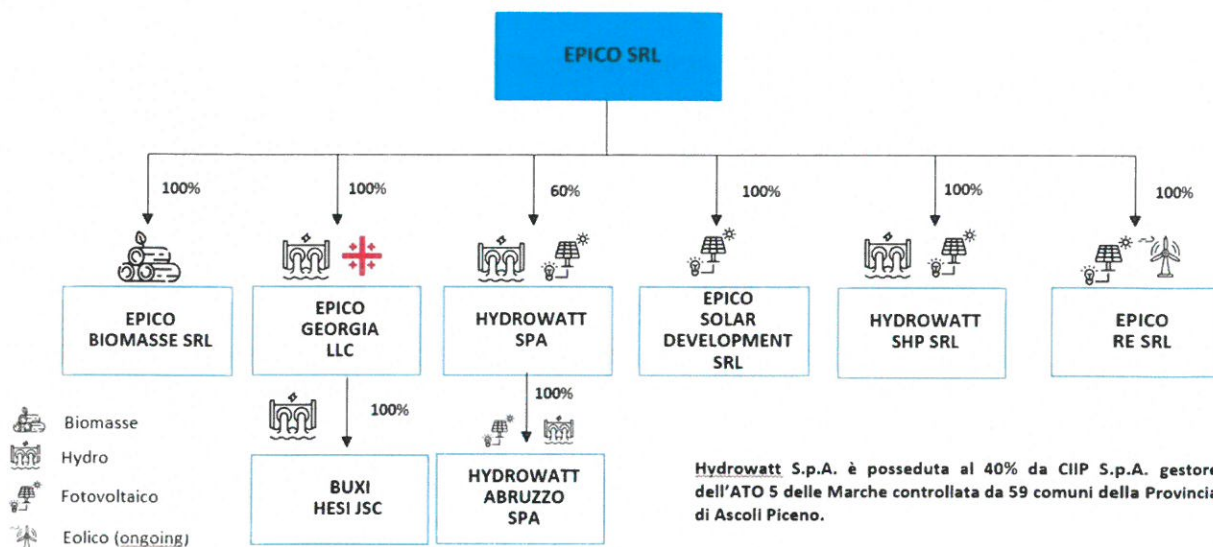 EPICO SRL
100%
100%
60%
100%
100%
100%
EPICO
BIOMASSE SRL
EPICO
GEORGIA
LLC
HYDROWATT
SPA
EPICO
SOLAR
DEVELOPMENT
SRL
HYDROWATT
SHP SRL
EPICO
RE SRL
100%
100%
BUXI
HESI JSC
HYDROWATT
ABRUZZO
SPA
Biomasse
Hydro
Fotovoltaico
Eolico (ongoing)
Hydrowatt S.p.A. è posseduta al 40% da CIIP S.p.A. gestore
dell'ATO 5 delle Marche controllata da 59 comuni della Provincia
di Ascoli Piceno.